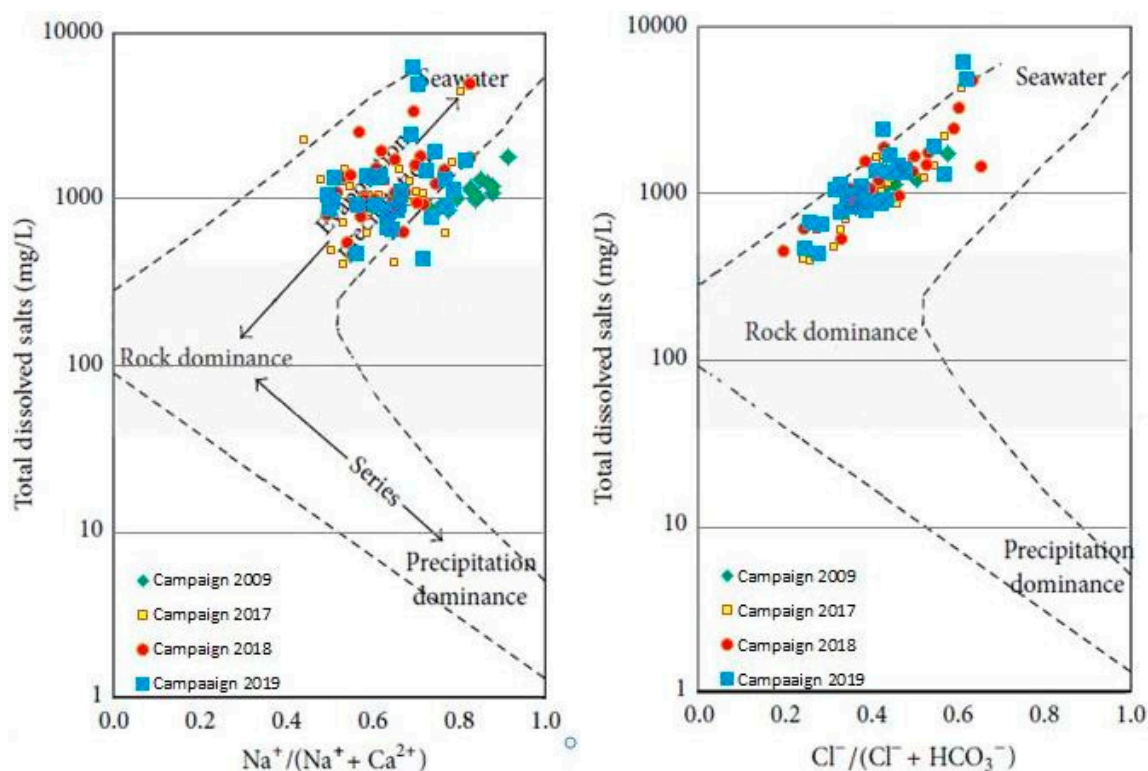 10000
1000
100
10
1
Total dissolved salts (mg/L)
Seawater
Evaporation
Rock dominance
Series
Precipitation
dominance
Campaign 2009
Campaign 2017
Campaign 2018
Campaaign 2019
0.0 0.2 0.4 0.6 0.8 1.0
Na⁺/(Na⁺ + Ca²⁺)
10000
1000
100
10
1
Total dissolved salts (mg/L)
Seawater
Rock dominance
Precipitation
dominance
Campaign 2009
Campaign 2017
Campaign 2018
Campaign 2019
0.0 0.2 0.4 0.6 0.8 1.0
Cl⁻/(Cl⁻ + HCO₃⁻)